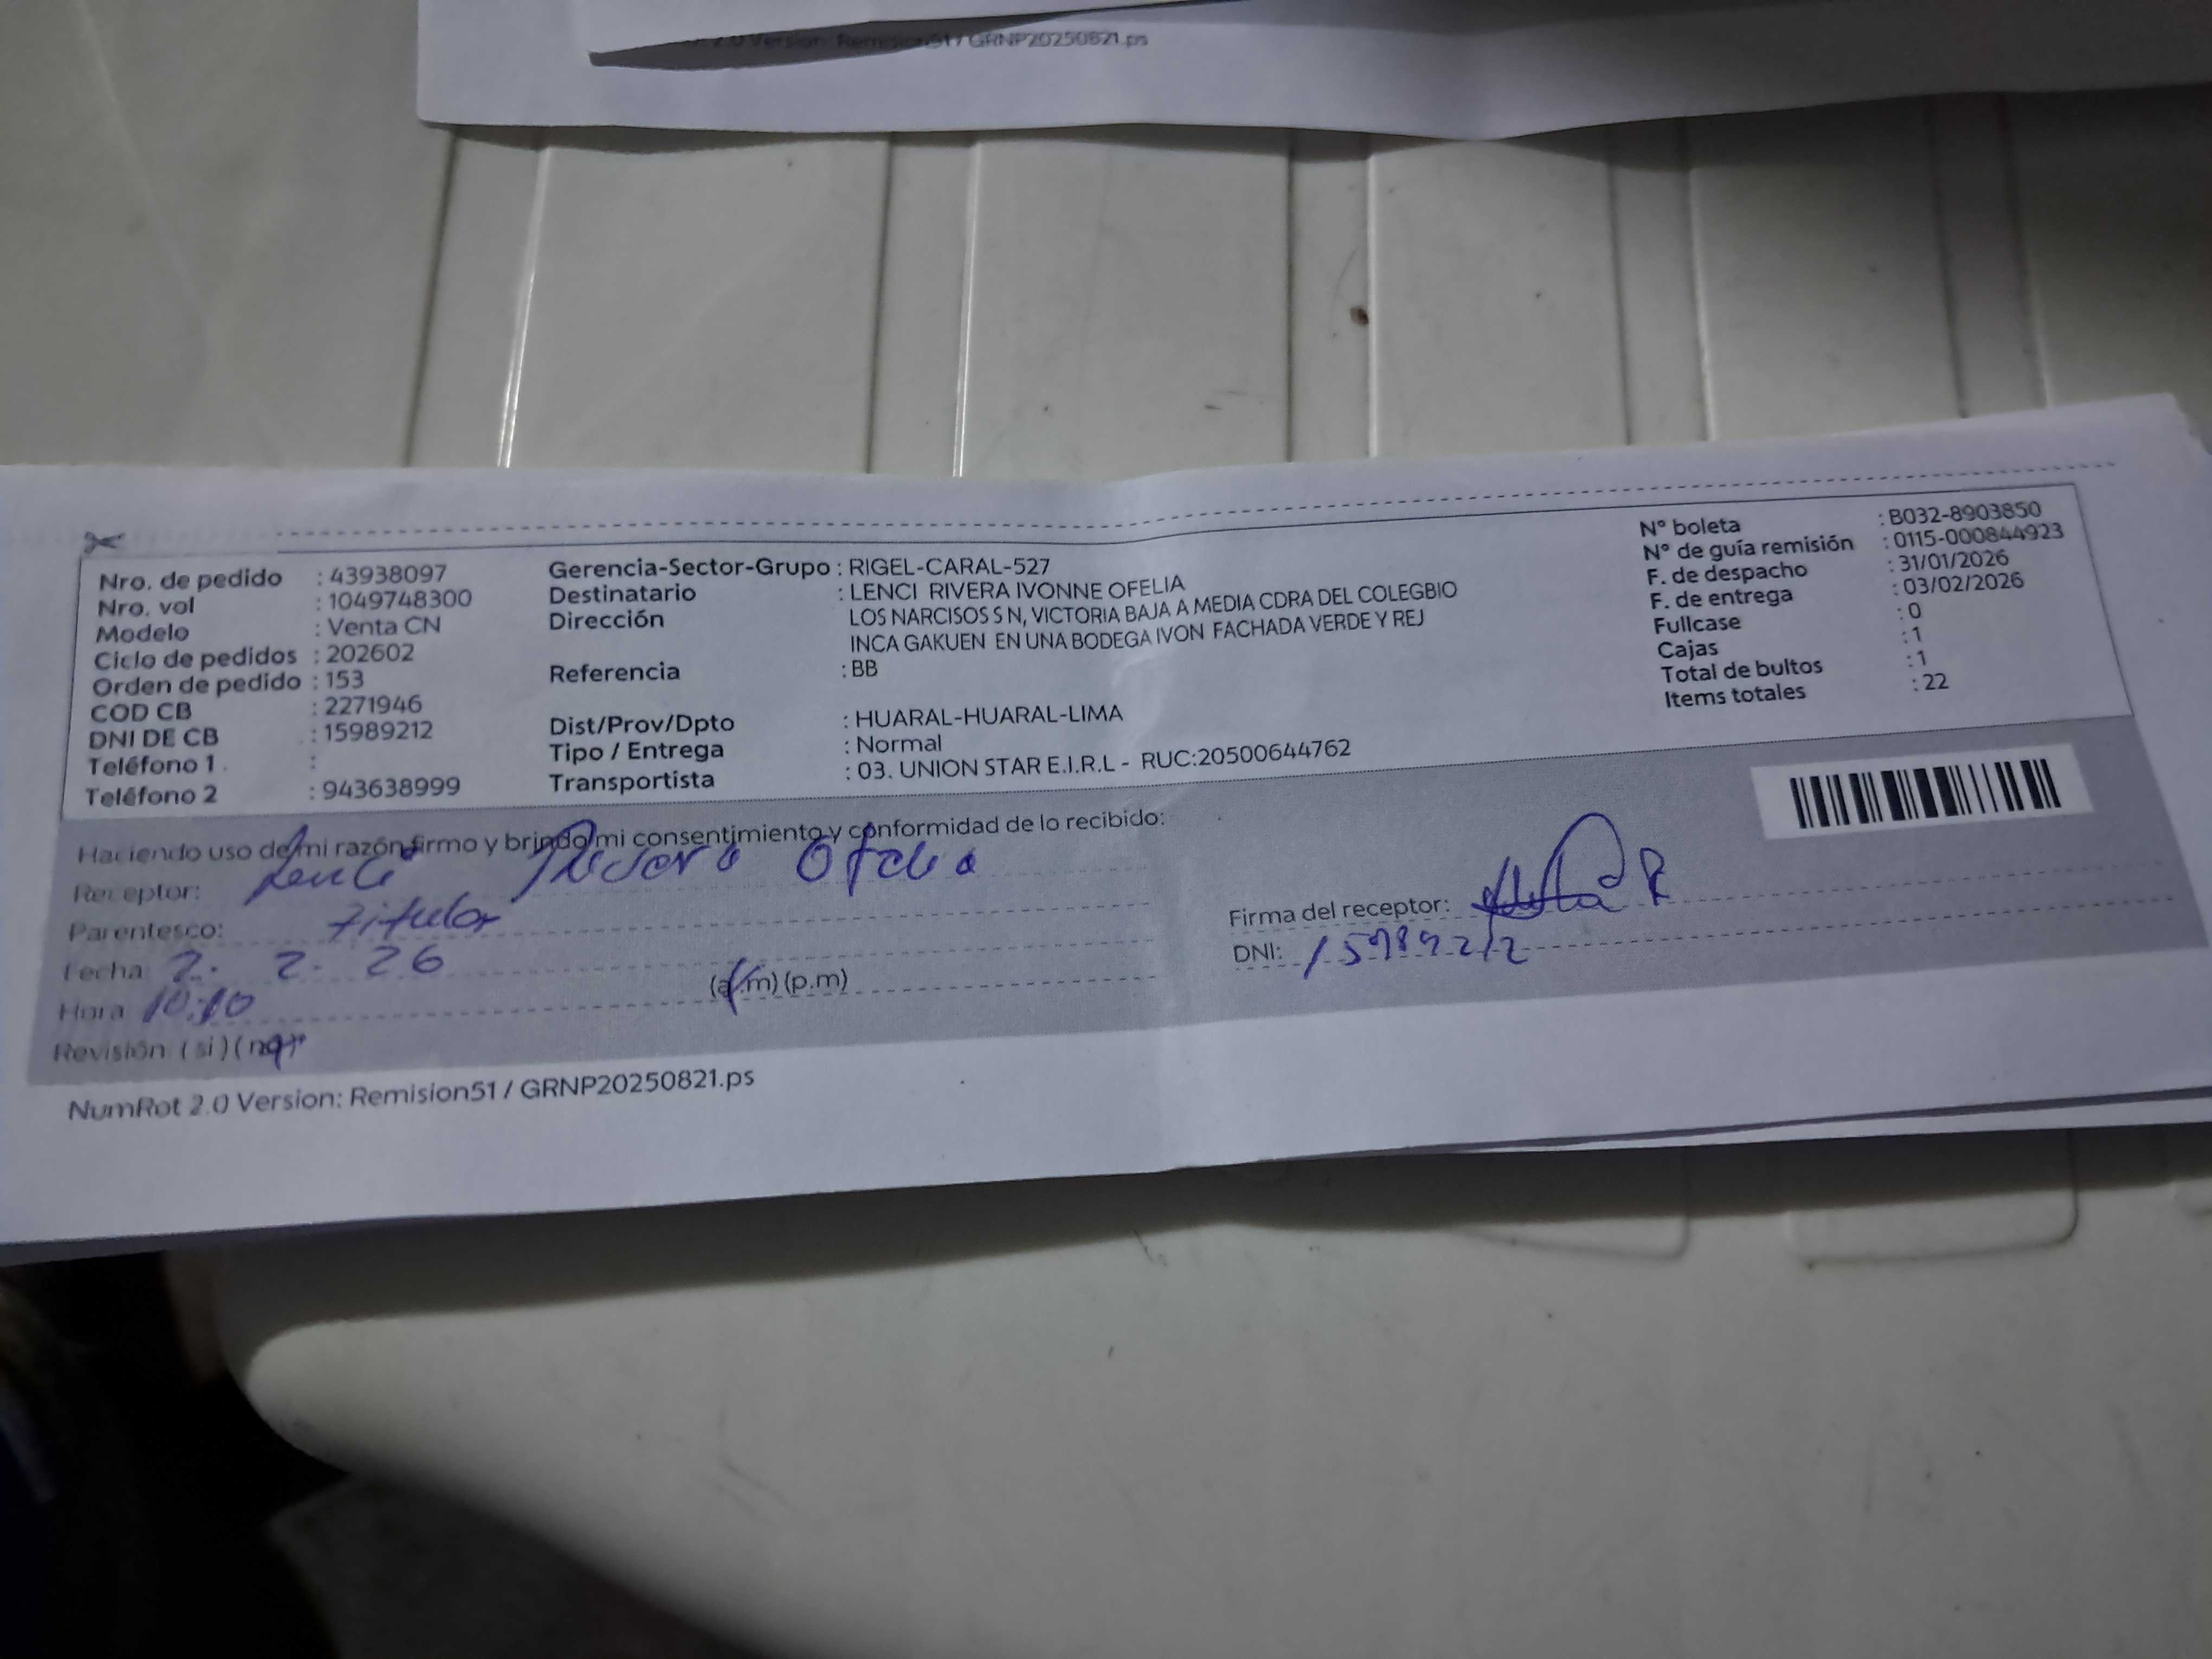 2.0 Version: Remision51 / GRNP20250821.ps
Nro. de pedido : 43938097
Nro. vol : 1049748300
Modelo : Venta CN
Ciclo de pedidos : 202602
Orden de pedido : 153
COD CB : 2271946
DNI DE CB : 15989212
Teléfono 1 :
Teléfono 2 : 943638999
Gerencia-Sector-Grupo : RIGEL-CARAL-527
Destinatario : LENCI RIVERA IVONNE OFELIA
Dirección LOS NARCISOS S N, VICTORIA BAJA A MEDIA CDRA DEL COLEGBIO
INCA GAKUEN EN UNA BODEGA IVON FACHADA VERDE Y REJ
Referencia : BB
Dist/Prov/Dpto : HUARAL-HUARAL-LIMA
Tipo / Entrega : Normal
Transportista : 03. UNION STAR E.I.R.L - RUC:20500644762
N° boleta : B032-8903850
N° de guía remisión : 0115-000844923
F. de despacho : 31/01/2026
F. de entrega : 03/02/2026
Fullcase : 0
Cajas : 1
Total de bultos : 1
Items totales : 22
Haciendo uso de mi razón firmo y brindo mi consentimiento y conformidad de lo recibido:
Receptor: Lenci Rivera Ofelia
Parentesco: titular
Fecha: 2. 2. 26
Hora 10:10 (a.m) (p.m)
Revisión: (si) (no)
Firma del receptor:
DNI: 15989212
NumRot 2.0 Version: Remision51 / GRNP20250821.ps